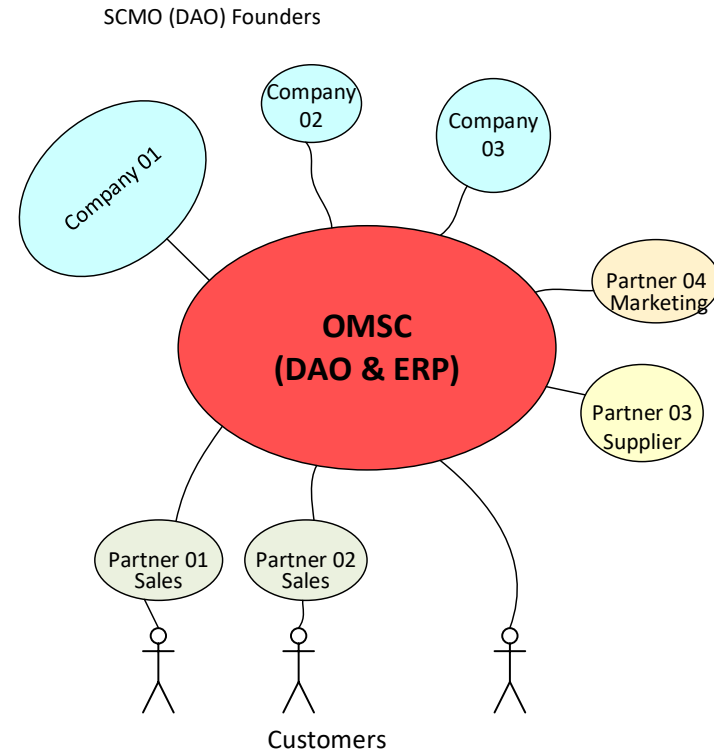 SCMO (DAO) Founders
Company 01
Company
02
Company
03
Partner 04
Marketing
OMSC
(DAO & ERP)
Partner 03
Supplier
Partner 01
Sales
Partner 02
Sales
Customers